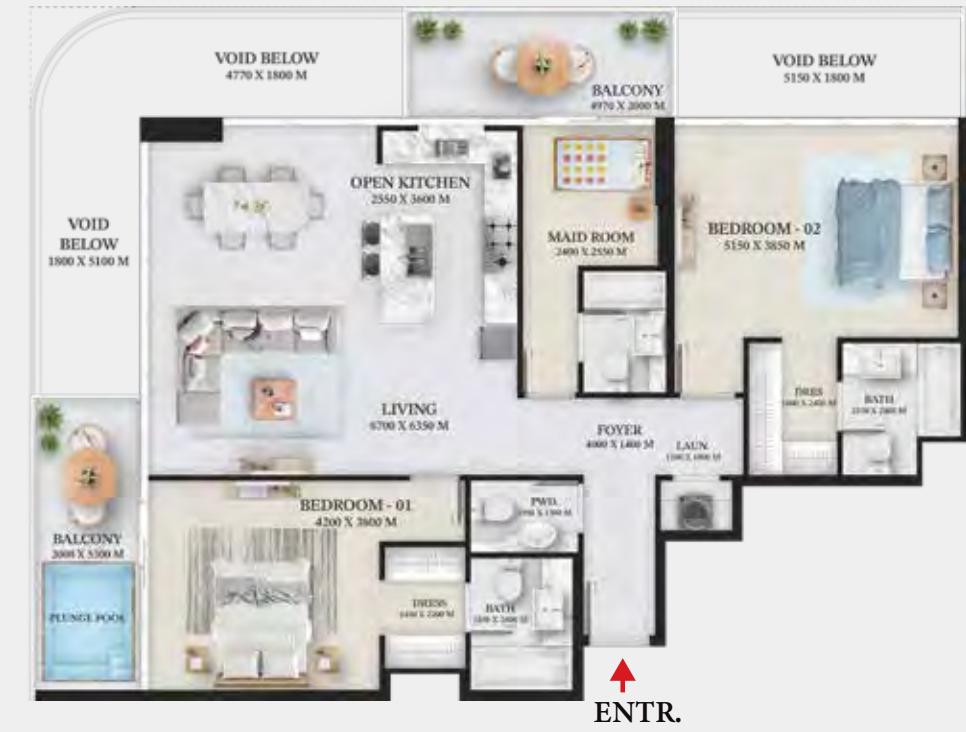 VOID BELOW
4770 X 1800 M
VOID BELOW
5150 X 1800 M
BALCONY
4970 X 2000 M
OPEN KITCHEN
2550 X 3600 M
VOID
BELOW
1800 X 5100 M
MAID ROOM
2400 X 2550 M
BEDROOM - 02
5150 X 3850 M
LIVING
6700 X 6350 M
FOYER
4000 X 1400 M
LAUN.
DRES
BATH
BEDROOM - 01
4200 X 3800 M
PWD.
BALCONY
PLUNGE POOL
DRESS
BATH
ENTR.